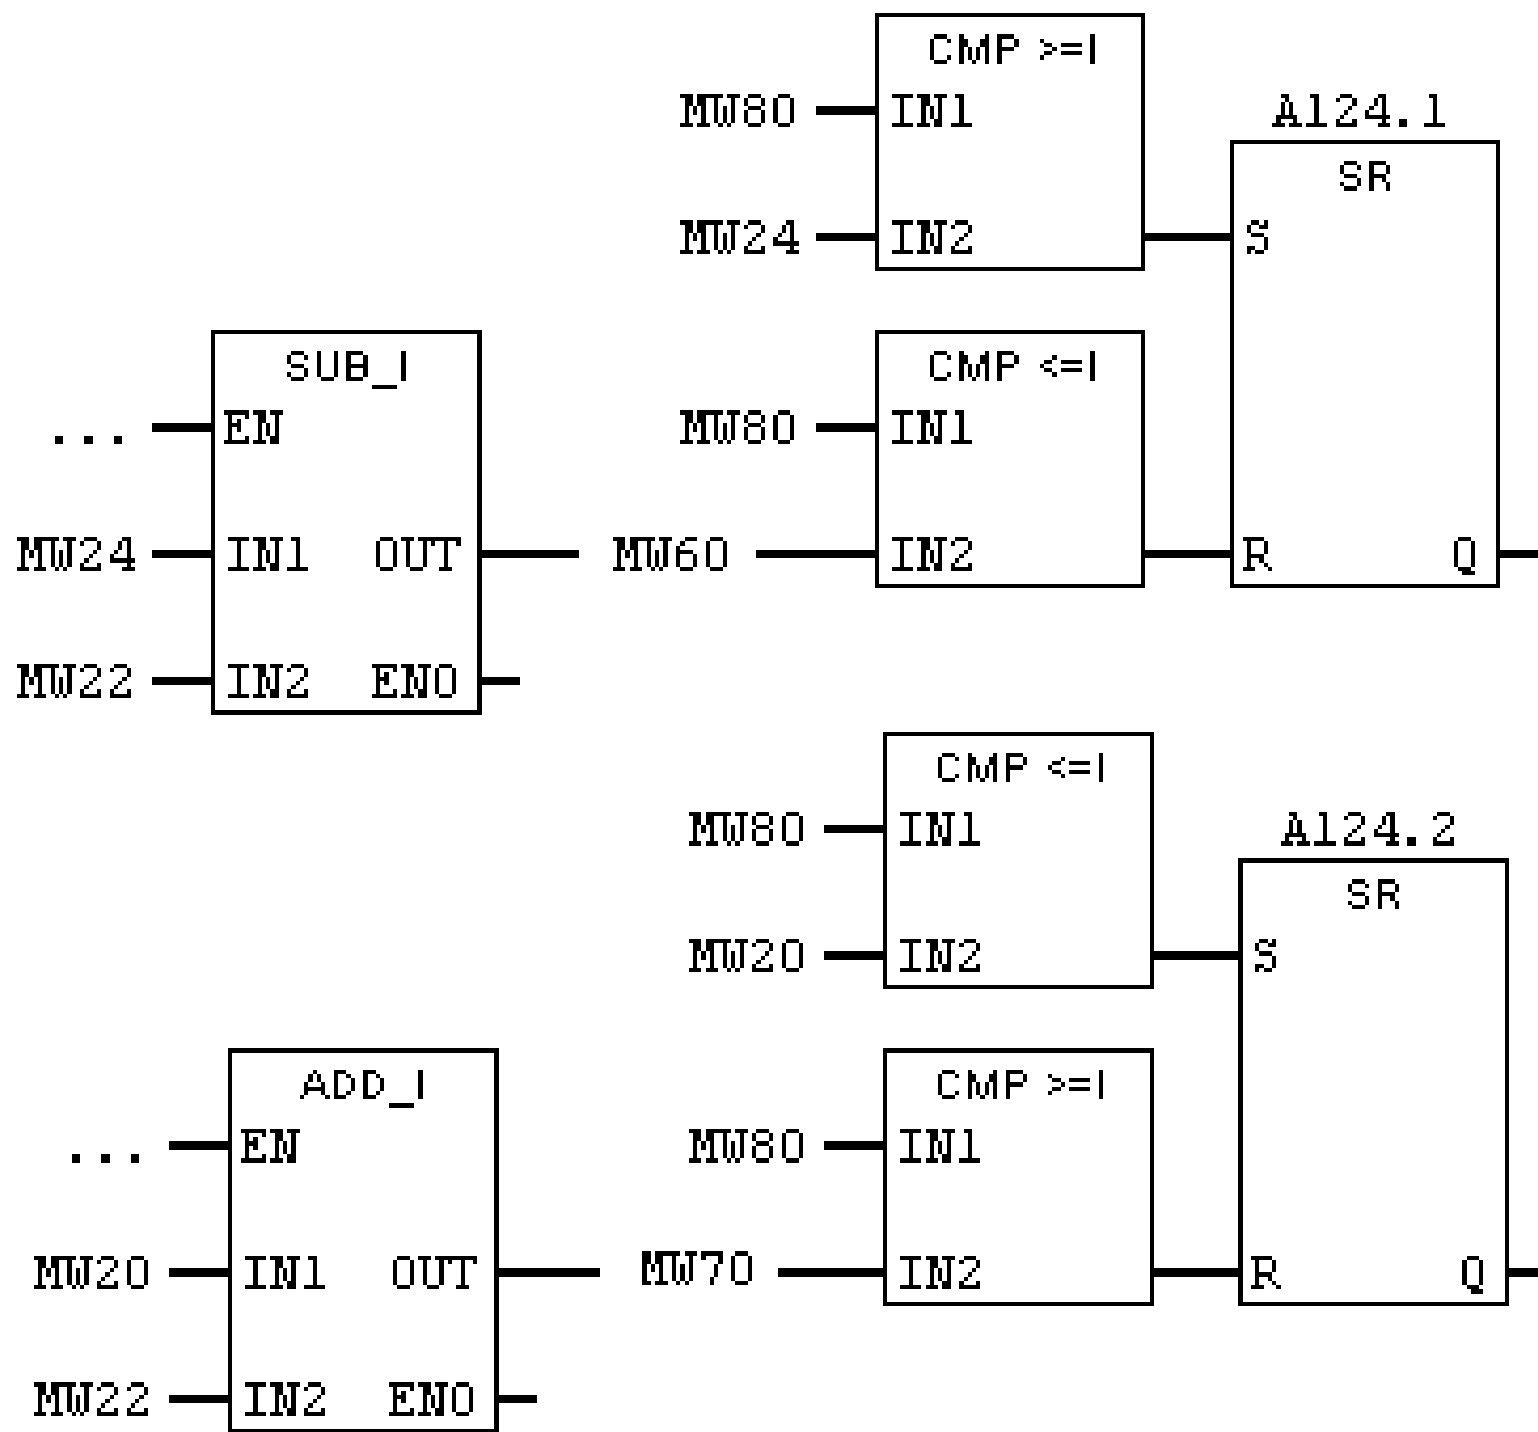 CMP >=I
MW80 IN1
A124.1
SR
MW24 IN2 S
SUB_I
CMP <=I
... EN
MW80 IN1
MW24 IN1 OUT MW60 IN2 R Q
MW22 IN2 ENO
CMP <=I
MW80 IN1
A124.2
SR
MW20 IN2 S
ADD_I
CMP >=I
... EN
MW80 IN1
MW20 IN1 OUT MW70 IN2 R Q
MW22 IN2 ENO